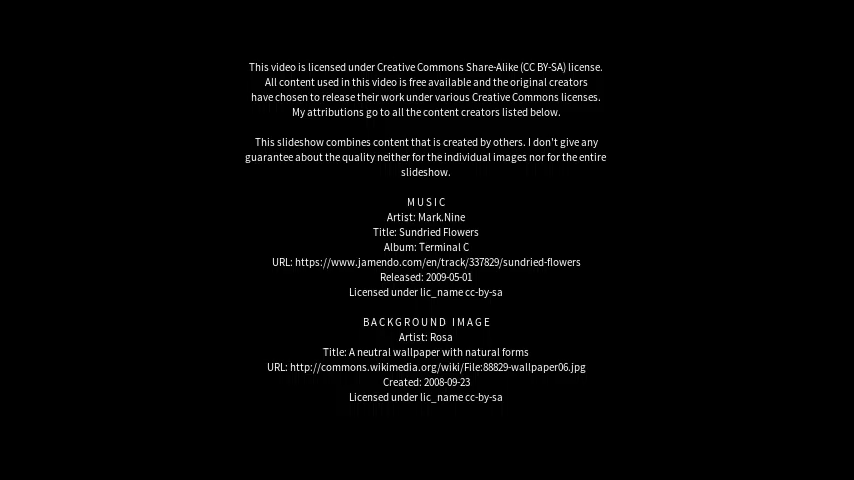 This video is licensed under Creative Commons Share-Alike (CC BY-SA) license.
All content used in this video is free available and the original creators
have chosen to release their work under various Creative Commons licenses.
My attributions go to all the content creators listed below.
This slideshow combines content that is created by others. I don't give any
guarantee about the quality neither for the individual images nor for the entire
slideshow.
MUSIC
Artist: Mark.Nine
Title: Sundried Flowers
Album: Terminal C
URL: https://www.jamendo.com/en/track/337829/sundried-flowers
Released: 2009-05-01
Licensed under lic_name cc-by-sa
BACKGROUND IMAGE
Artist: Rosa
Title: A neutral wallpaper with natural forms
URL: http://commons.wikimedia.org/wiki/File:88829-wallpaper06.jpg
Created: 2008-09-23
Licensed under lic_name cc-by-sa